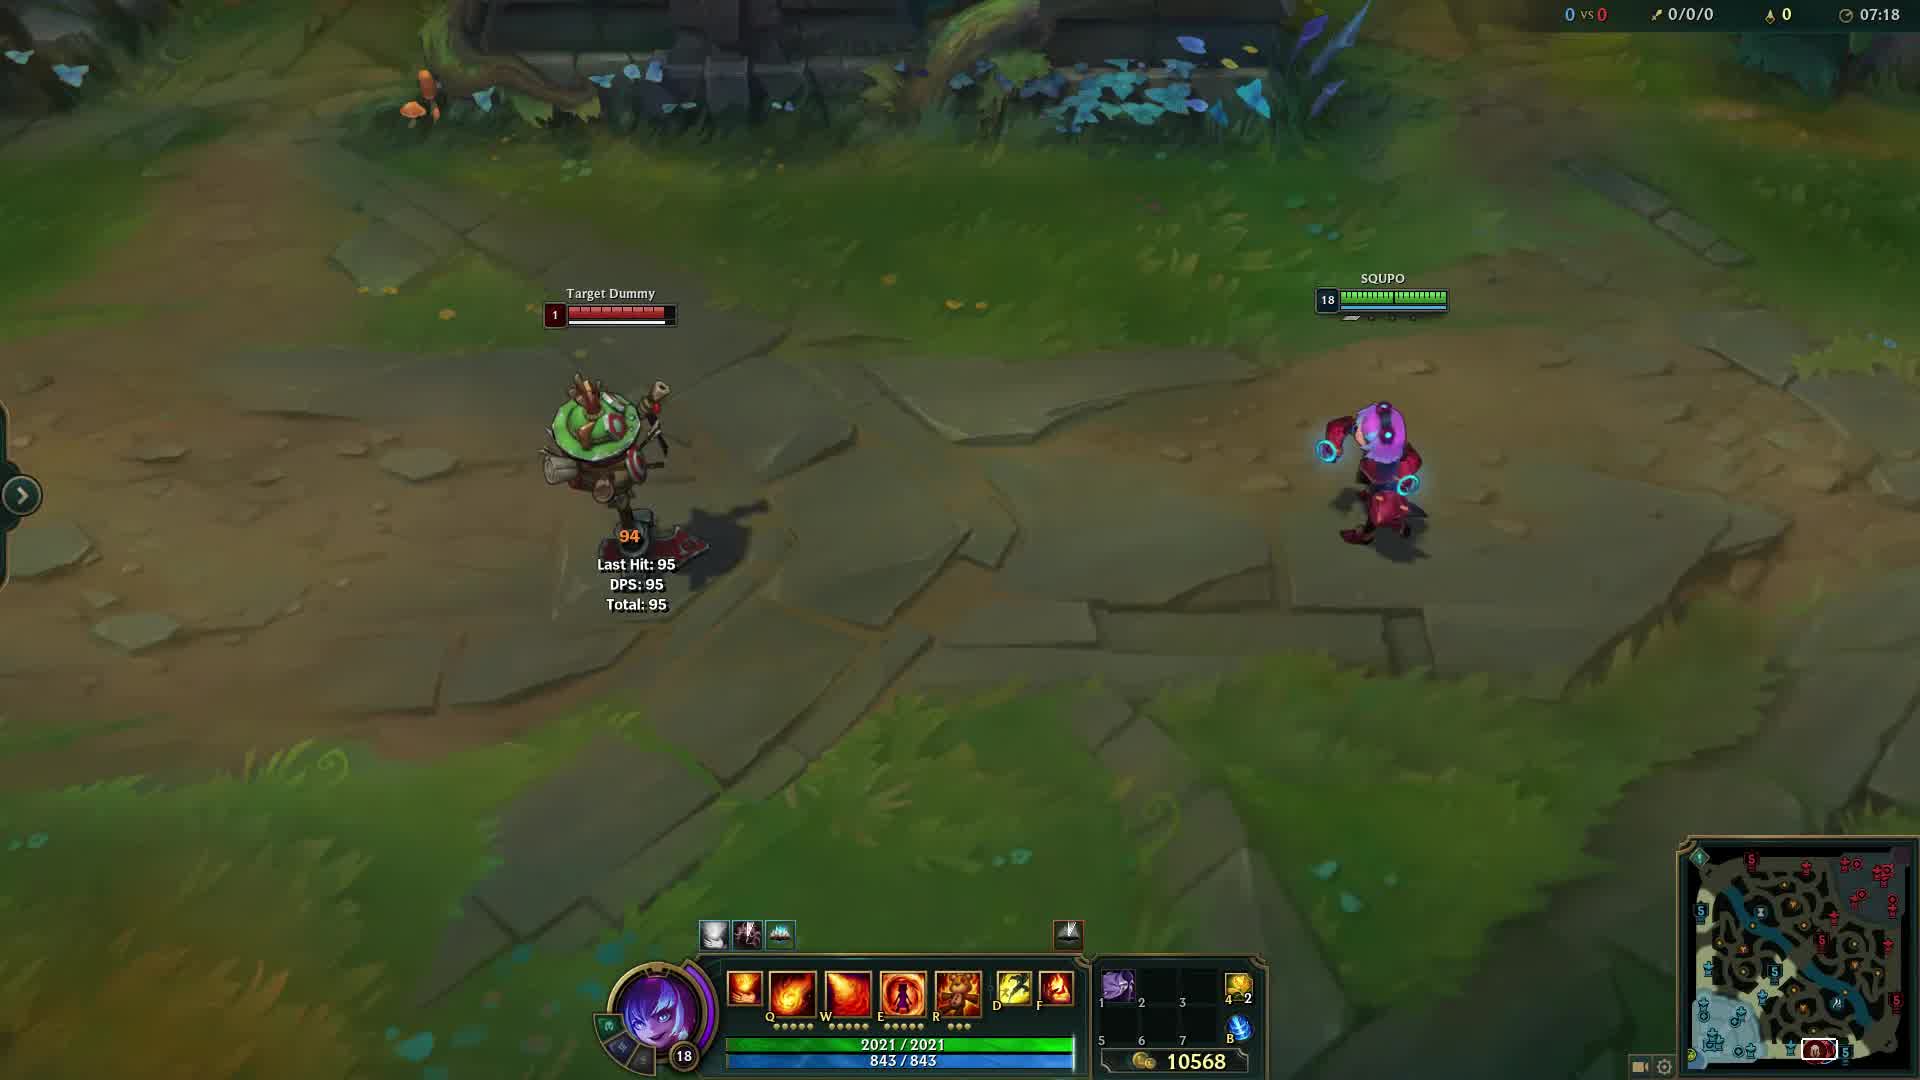 0 VS 0 0/0/0 0 07:18
SQUPO
18
Target Dummy
1
94
Last Hit: 95
DPS: 95
Total: 95
Q W E R D F
1 2 3 4 2
5 6 7 B
18
2021 / 2021
843 / 843
10568
S
S
S
S
S
S
S